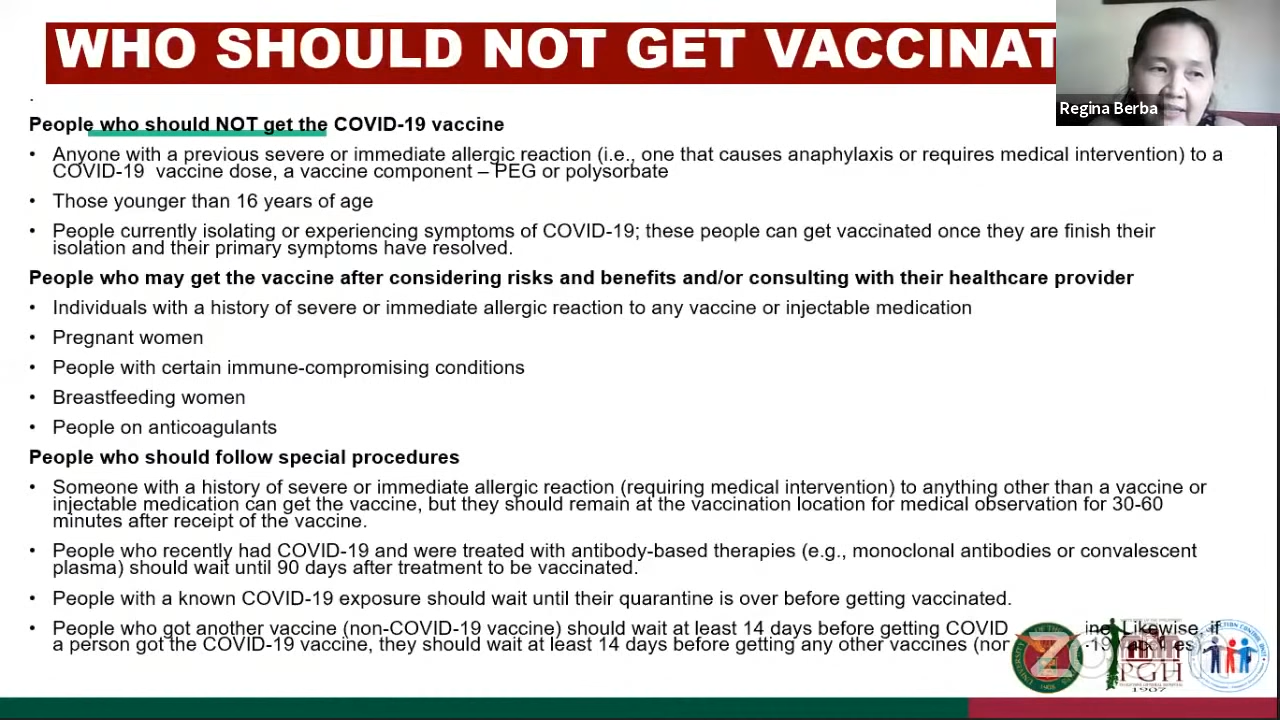 WHO SHOULD NOT GET VACCINAT
Regina Berba
.
People who should NOT get the COVID-19 vaccine
• Anyone with a previous severe or immediate allergic reaction (i.e., one that causes anaphylaxis or requires medical intervention) to a
COVID-19 vaccine dose, a vaccine component – PEG or polysorbate
• Those younger than 16 years of age
• People currently isolating or experiencing symptoms of COVID-19; these people can get vaccinated once they are finish their
isolation and their primary symptoms have resolved.
People who may get the vaccine after considering risks and benefits and/or consulting with their healthcare provider
• Individuals with a history of severe or immediate allergic reaction to any vaccine or injectable medication
• Pregnant women
• People with certain immune-compromising conditions
• Breastfeeding women
• People on anticoagulants
People who should follow special procedures
• Someone with a history of severe or immediate allergic reaction (requiring medical intervention) to anything other than a vaccine or
injectable medication can get the vaccine, but they should remain at the vaccination location for medical observation for 30-60
minutes after receipt of the vaccine.
• People who recently had COVID-19 and were treated with antibody-based therapies (e.g., monoclonal antibodies or convalescent
plasma) should wait until 90 days after treatment to be vaccinated.
• People with a known COVID-19 exposure should wait until their quarantine is over before getting vaccinated.
• People who got another vaccine (non-COVID-19 vaccine) should wait at least 14 days before getting COVID ine. Likewise, if
a person got the COVID-19 vaccine, they should wait at least 14 days before getting any other vaccines (non -19 vaccines).
zoom
PGH
1907